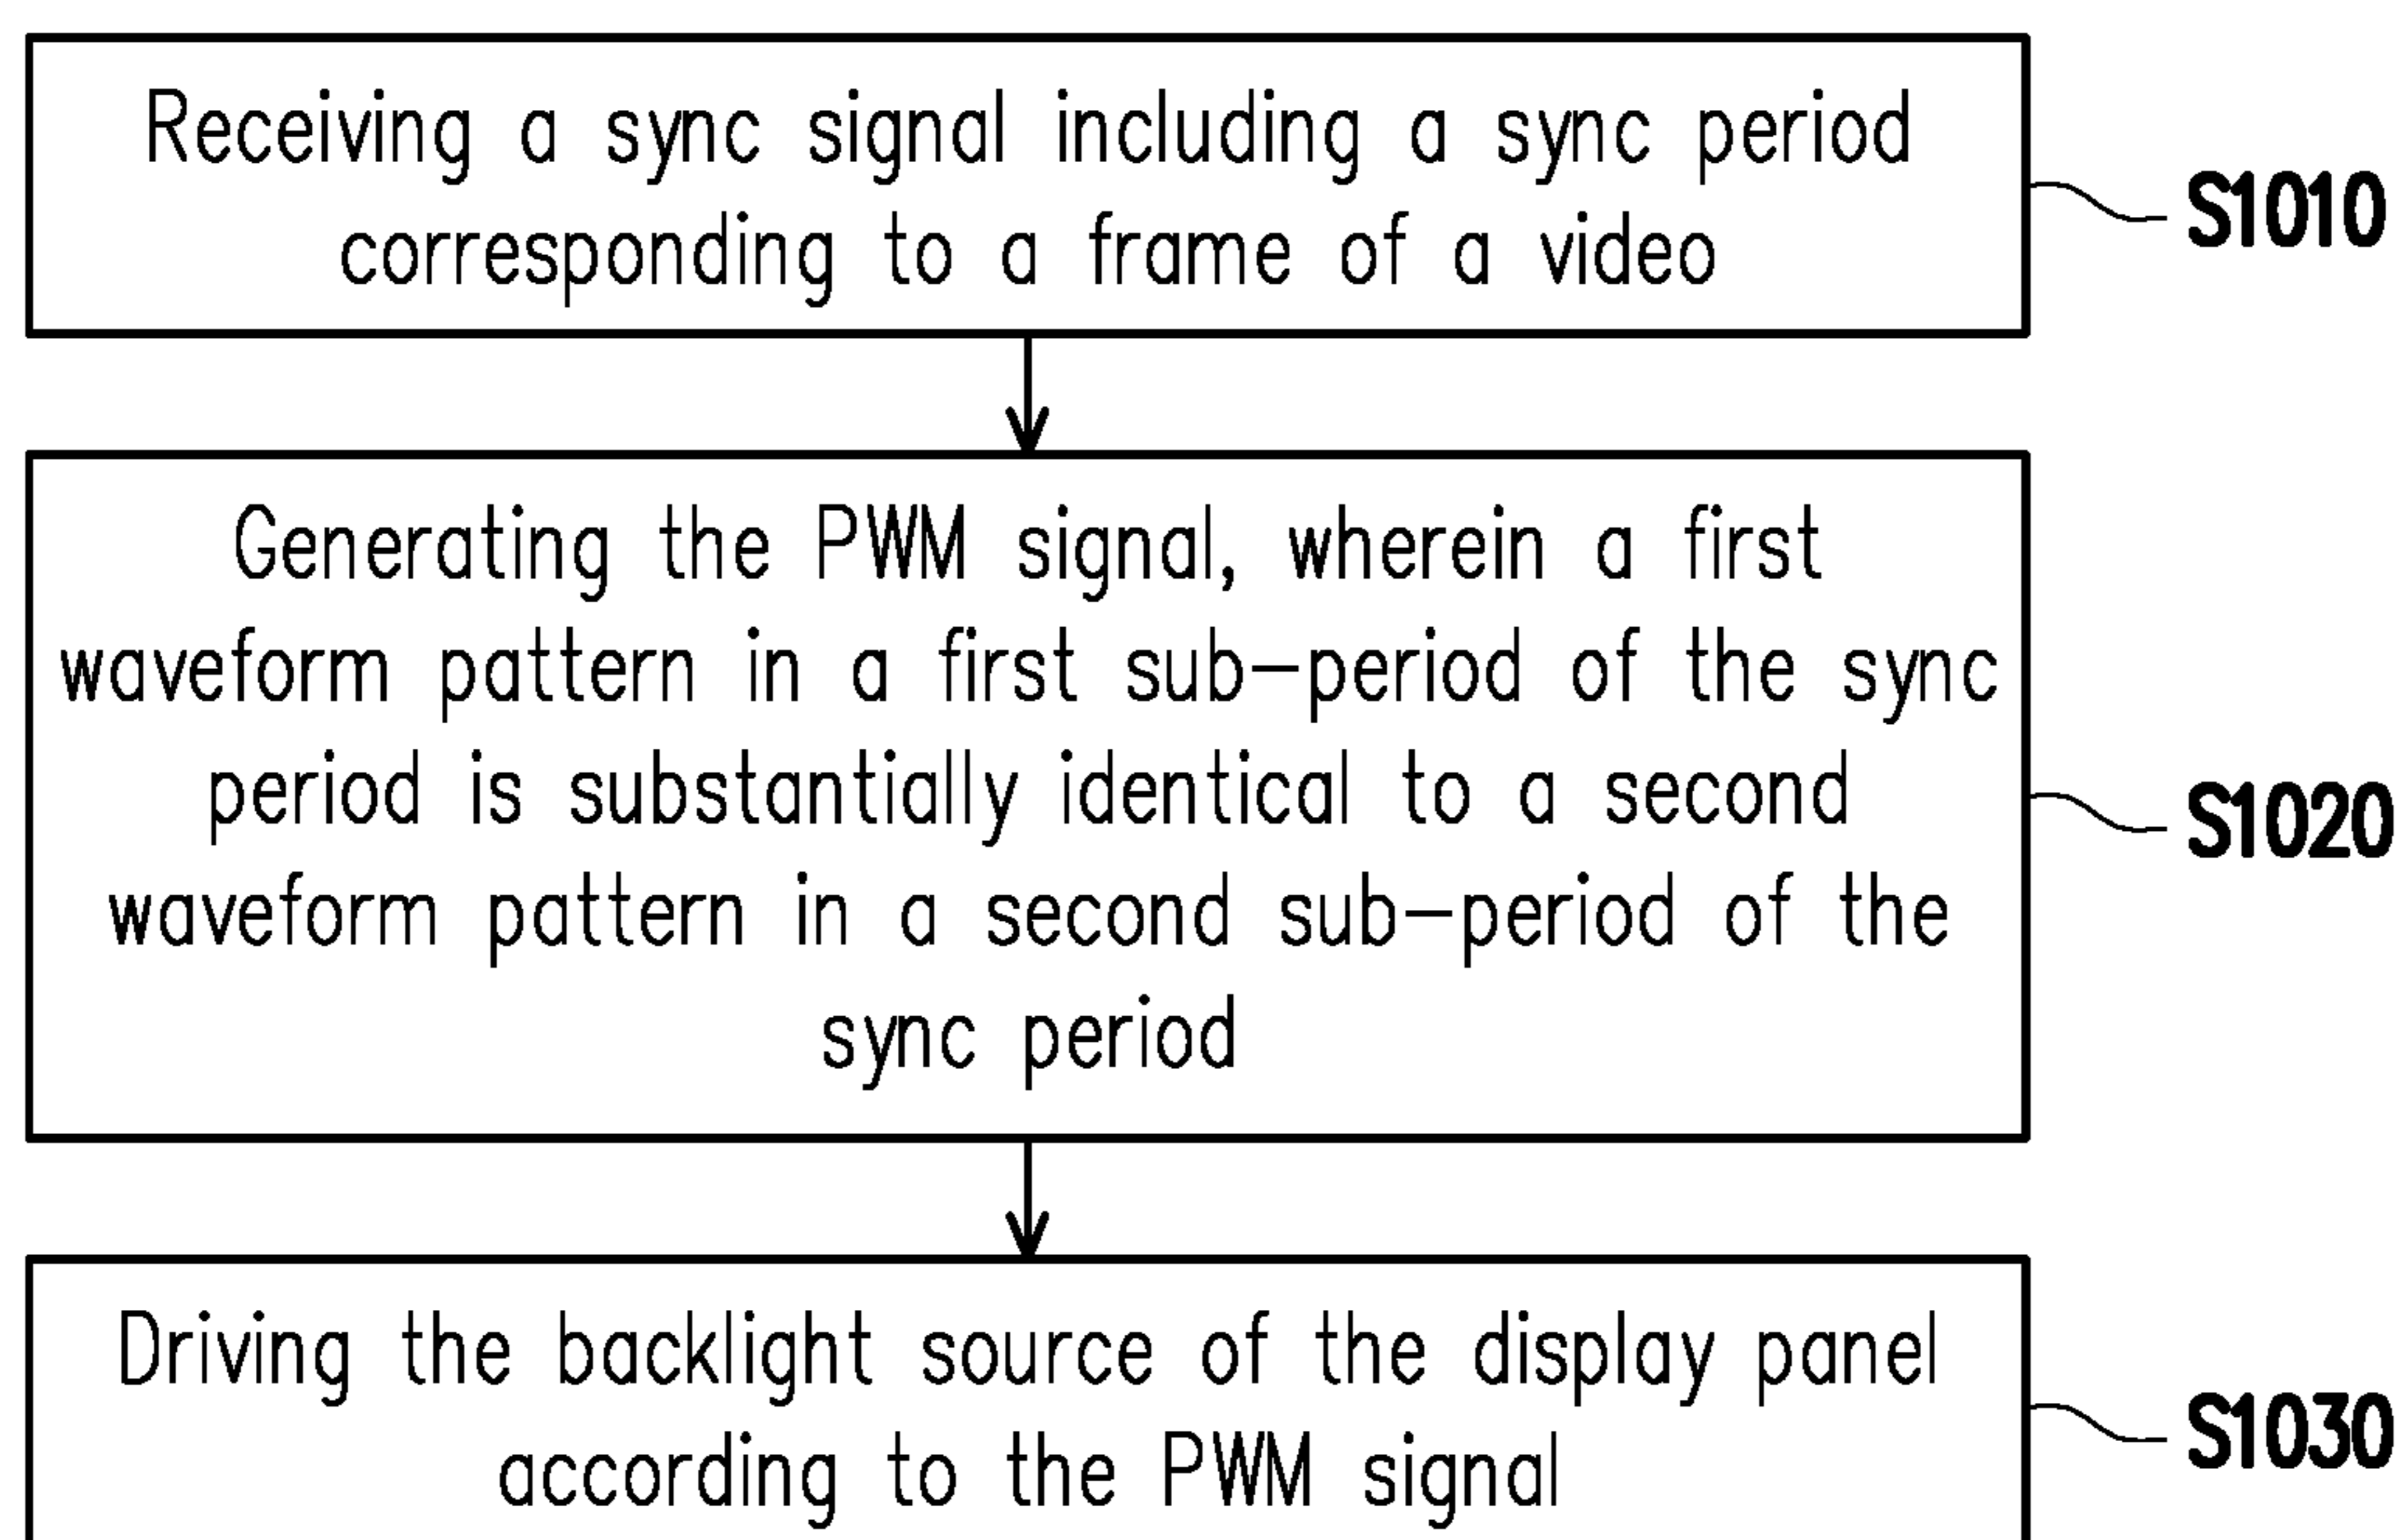 Receiving a sync signal including a sync period
corresponding to a frame of a video
S1010
Generating the PWM signal, wherein a first
waveform pattern in a first sub-period of the sync
period is substantially identical to a second
waveform pattern in a second sub-period of the
sync period
S1020
Driving the backlight source of the display panel
according to the PWM signal
S1030